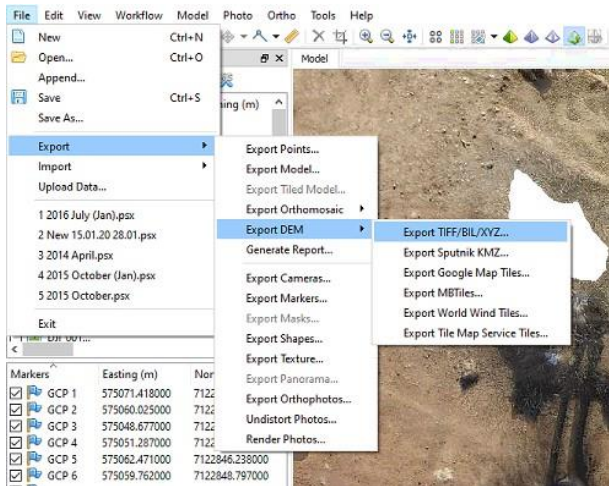 File Edit View Workflow Model Photo Ortho Tools Help
New Ctrl+N
Open... Ctrl+O
Append...
Save Ctrl+S
Save As...
Export
Import
Upload Data...
1 2016 July (Jan).psx
2 New 15.01.20 28.01.psx
3 2014 April.psx
4 2015 October (Jan).psx
5 2015 October.psx
Exit
Model
(m)
Export Points...
Export Model...
Export Tiled Model...
Export Orthomosaic
Export DEM
Generate Report...
Export Cameras...
Export Markers...
Export Masks...
Export Shapes...
Export Texture...
Export Panorama...
Export Orthophotos...
Undistort Photos...
Render Photos...
Export TIFF/BIL/XYZ...
Export Sputnik KMZ...
Export Google Map Tiles...
Export MBTiles...
Export World Wind Tiles...
Export Tile Map Service Tiles...
Markers Easting (m) Nor
GCP 1 575071.418000 7122
GCP 2 575060.025000 7122
GCP 3 575048.677000 7122
GCP 4 575051.287000 7122
GCP 5 575062.471000 7122846.238000
GCP 6 575059.762000 7122848.797000